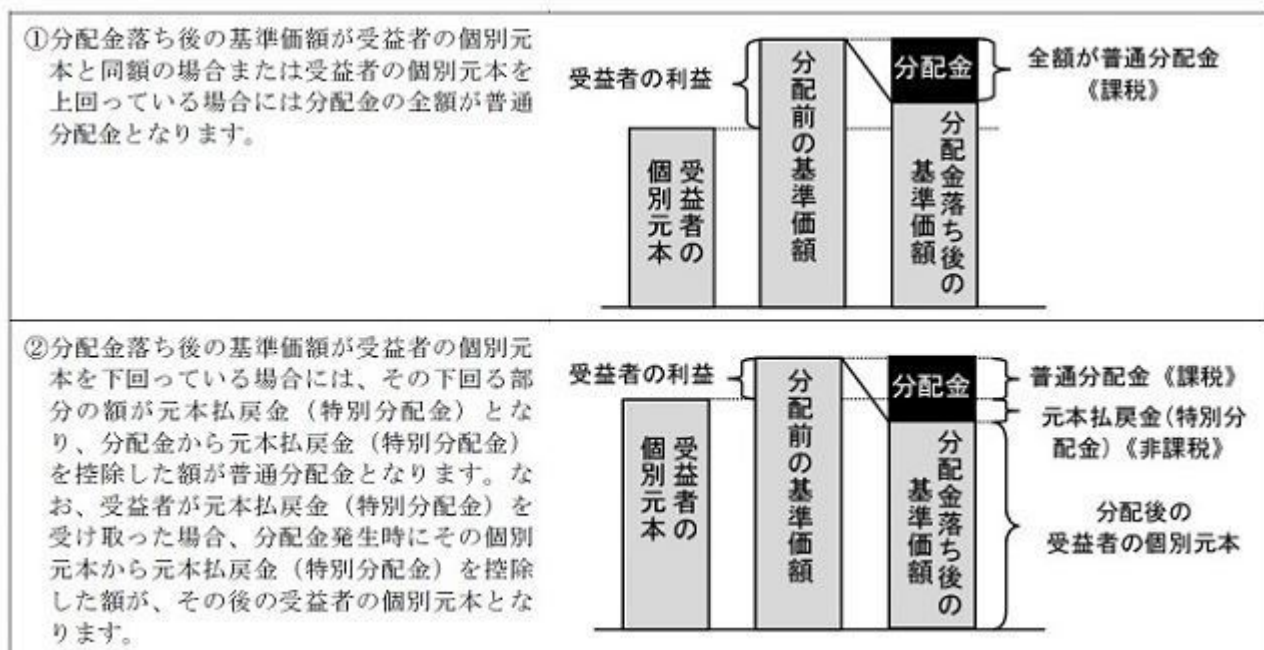 ①分配金落ち後の基準価額が受益者の個別元
本と同額の場合または受益者の個別元本を
上回っている場合には分配金の全額が普通
分配金となります。
受益者の利益
受益者の
個別元本
分配前の基準価額
分配金
分配金落ち後の
基準価額
全額が普通分配金
《課税》
②分配金落ち後の基準価額が受益者の個別元
本を下回っている場合には、その下回る部
分の額が元本払戻金(特別分配金)とな
り、分配金から元本払戻金(特別分配金)
を控除した額が普通分配金となります。な
お、受益者が元本払戻金(特別分配金)を
受け取った場合、分配金発生時にその個別
元本から元本払戻金(特別分配金)を控除
した額が、その後の受益者の個別元本とな
ります。
受益者の利益
受益者の
個別元本
分配前の基準価額
分配金
分配金落ち後の
基準価額
普通分配金《課税》
元本払戻金(特別分
配金)《非課税》
分配後の
受益者の個別元本